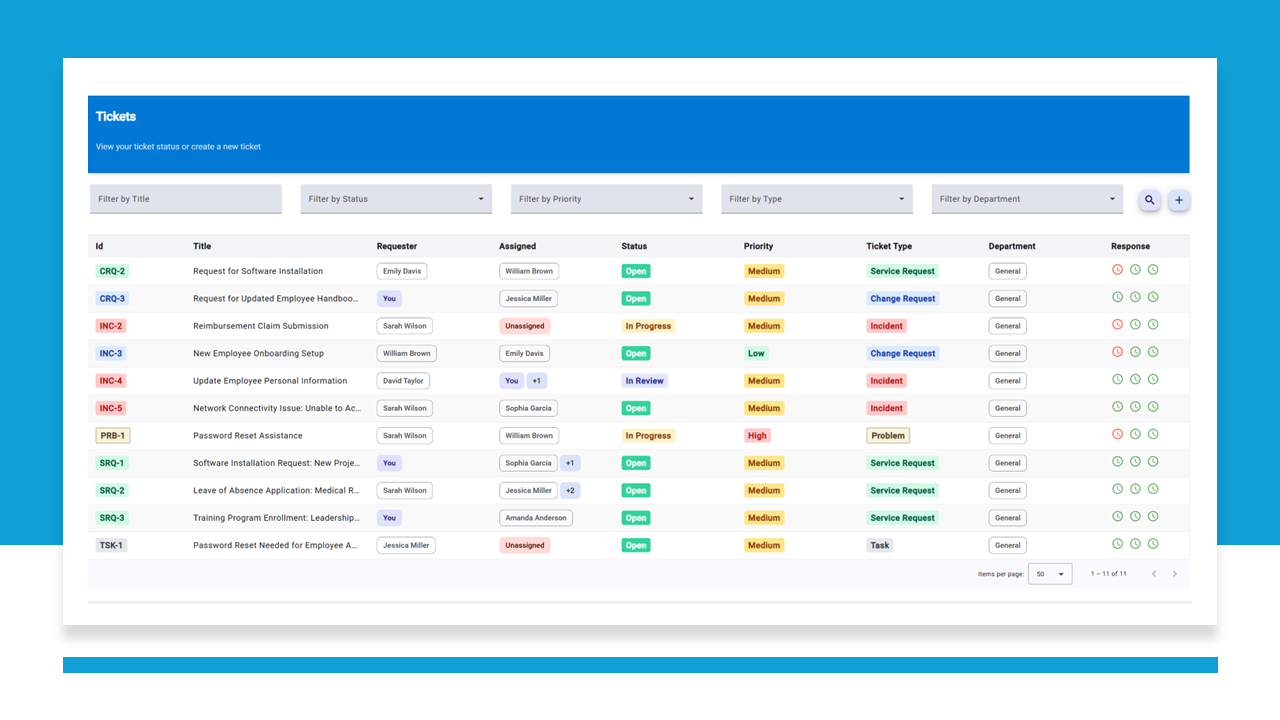 Tickets
View your ticket status or create a new ticket
Filter by Title Filter by Status Filter by Priority Filter by Type Filter by Department
Id Title Requester Assigned Status Priority Ticket Type Department Response
CRQ-2 Request for Software Installation Emily Davis William Brown Open Medium Service Request General
CRQ-3 Request for Updated Employee Handboo... You Jessica Miller Open Medium Change Request General
INC-2 Reimbursement Claim Submission Sarah Wilson Unassigned In Progress Medium Incident General
INC-3 New Employee Onboarding Setup William Brown Emily Davis Open Low Change Request General
INC-4 Update Employee Personal Information David Taylor You +1 In Review Medium Incident General
INC-5 Network Connectivity Issue: Unable to Ac... Sarah Wilson Sophia Garcia Open Medium Incident General
PRB-1 Password Reset Assistance Sarah Wilson William Brown In Progress High Problem General
SRQ-1 Software Installation Request: New Proje... You Sophia Garcia +1 Open Medium Service Request General
SRQ-2 Leave of Absence Application: Medical R... Sarah Wilson Jessica Miller +2 Open Medium Service Request General
SRQ-3 Training Program Enrollment: Leadership... You Amanda Anderson Open Medium Service Request General
TSK-1 Password Reset Needed for Employee A... Jessica Miller Unassigned Open Medium Task General
Items per page: 50 1 – 11 of 11